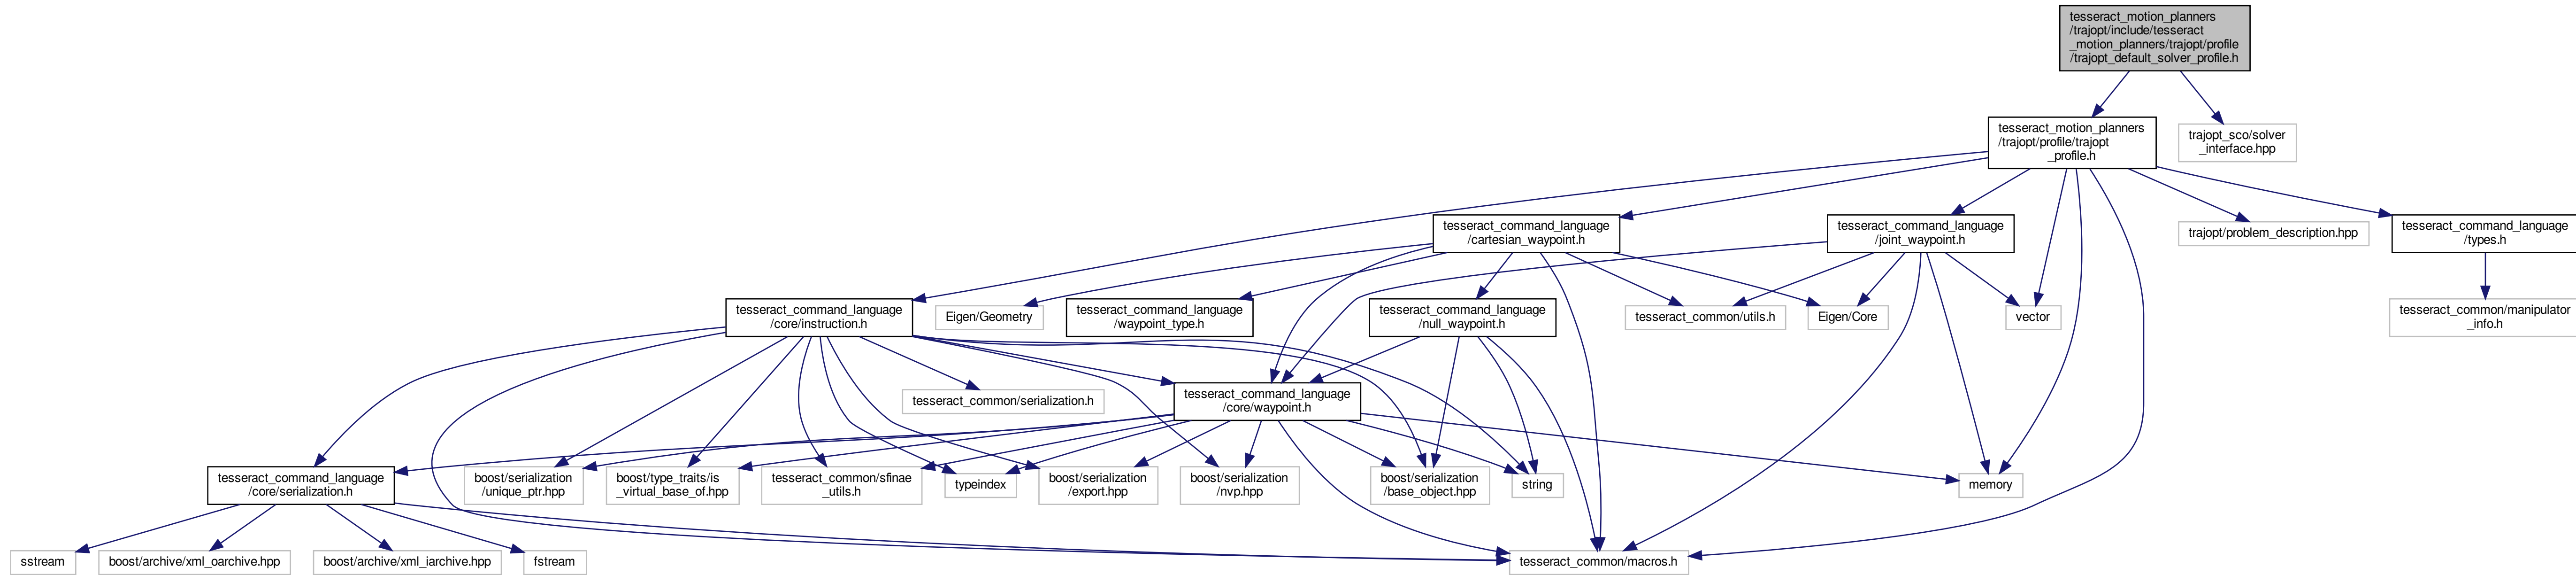 tesseract_motion_planners
/trajopt/include/tesseract
_motion_planners/trajopt/profile
/trajopt_default_solver_profile.h
tesseract_motion_planners
/trajopt/profile/trajopt
_profile.h
trajopt_sco/solver
_interface.hpp
tesseract_command_language
/cartesian_waypoint.h
tesseract_command_language
/joint_waypoint.h
trajopt/problem_description.hpp
tesseract_command_language
/types.h
tesseract_command_language
/core/instruction.h
Eigen/Geometry
tesseract_command_language
/waypoint_type.h
tesseract_command_language
/null_waypoint.h
tesseract_common/utils.h
Eigen/Core
vector
tesseract_common/manipulator
_info.h
tesseract_common/serialization.h
tesseract_command_language
/core/waypoint.h
tesseract_command_language
/core/serialization.h
boost/serialization
/unique_ptr.hpp
boost/type_traits/is
_virtual_base_of.hpp
tesseract_common/sfinae
_utils.h
typeindex
boost/serialization
/export.hpp
boost/serialization
/nvp.hpp
boost/serialization
/base_object.hpp
string
memory
sstream
boost/archive/xml_oarchive.hpp
boost/archive/xml_iarchive.hpp
fstream
tesseract_common/macros.h